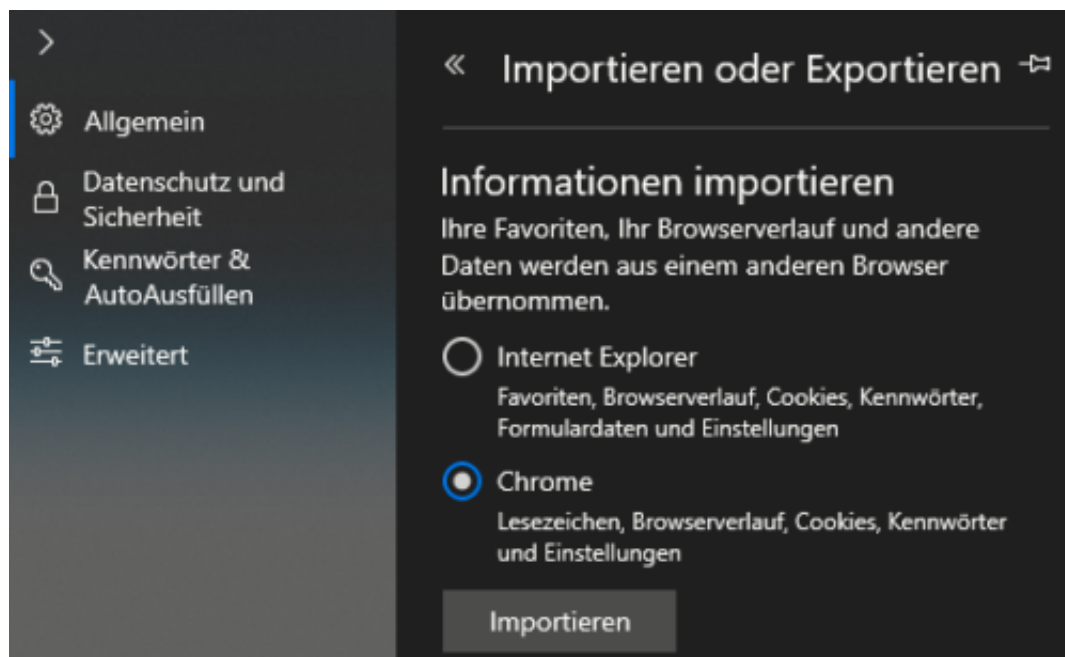 Allgemein
Datenschutz und
Sicherheit
Kennwörter &
AutoAusfüllen
Erweitert
Importieren oder Exportieren
Informationen importieren
Ihre Favoriten, Ihr Browserverlauf und andere
Daten werden aus einem anderen Browser
übernommen.
Internet Explorer
Favoriten, Browserverlauf, Cookies, Kennwörter,
Formulardaten und Einstellungen
Chrome
Lesezeichen, Browserverlauf, Cookies, Kennwörter
und Einstellungen
Importieren